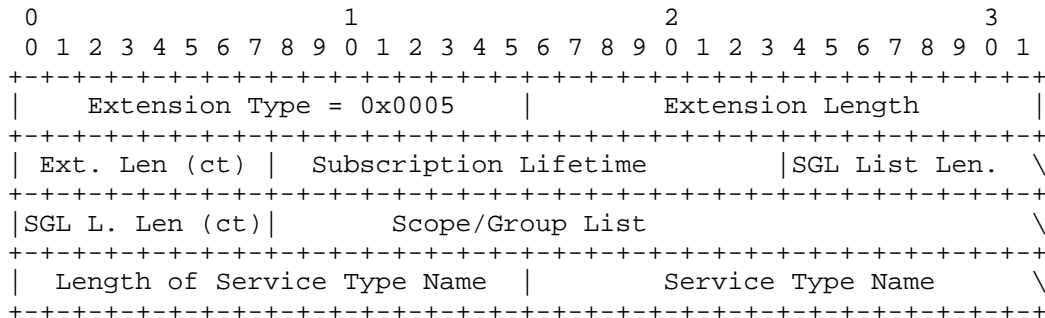 0                   1                   2                   3
 0 1 2 3 4 5 6 7 8 9 0 1 2 3 4 5 6 7 8 9 0 1 2 3 4 5 6 7 8 9 0 1
+-+-+-+-+-+-+-+-+-+-+-+-+-+-+-+-+-+-+-+-+-+-+-+-+-+-+-+-+-+-+-+-+
|    Extension Type = 0x0005    |        Extension Length       |
+-+-+-+-+-+-+-+-+-+-+-+-+-+-+-+-+-+-+-+-+-+-+-+-+-+-+-+-+-+-+-+-+
| Ext. Len (ct) |  Subscription Lifetime        |SGL List Len.  \
+-+-+-+-+-+-+-+-+-+-+-+-+-+-+-+-+-+-+-+-+-+-+-+-+-+-+-+-+-+-+-+-+
|SGL L. Len (ct)|       Scope/Group List                        \
+-+-+-+-+-+-+-+-+-+-+-+-+-+-+-+-+-+-+-+-+-+-+-+-+-+-+-+-+-+-+-+-+
|  Length of Service Type Name  |        Service Type Name      \
+-+-+-+-+-+-+-+-+-+-+-+-+-+-+-+-+-+-+-+-+-+-+-+-+-+-+-+-+-+-+-+-+